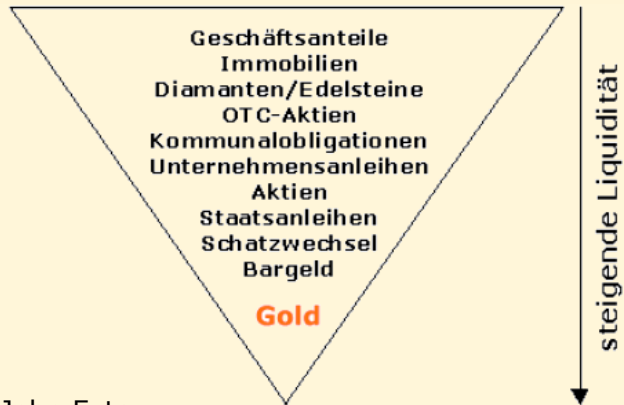 Geschäftsanteile
Immobilien
Diamanten/Edelsteine
OTC-Aktien
Kommunalobligationen
Unternehmensanleihen
Aktien
Staatsanleihen
Schatzwechsel
Bargeld
Gold
steigende Liquidität